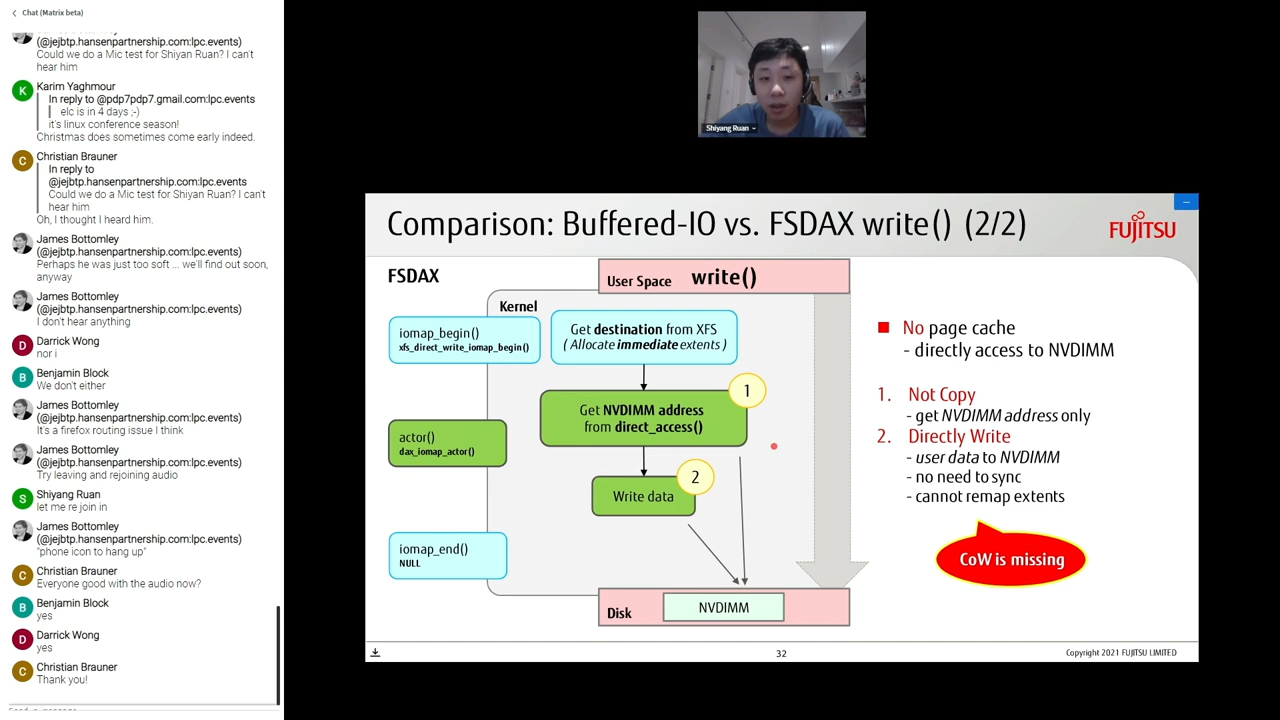 Chat (Matrix beta)
(@jejbtp.hansenpartnership.com:lpc.events)
Could we do a Mic test for Shiyan Ruan? I can't
hear him
K
Karim Yaghmour
In reply to @pdp7pdp7.gmail.com:lpc.events
elc is in 4 days ;-)
it's linux conference season!
Christmas does sometimes come early indeed.
C
Christian Brauner
In reply to
@jejbtp.hansenpartnership.com:lpc.events
Could we do a Mic test for Shiyan Ruan? I can't
hear him
Oh, I thought I heard him.
James Bottomley
(@jejbtp.hansenpartnership.com:lpc.events)
Perhaps he was just too soft ... we'll find out soon,
anyway
James Bottomley
(@jejbtp.hansenpartnership.com:lpc.events)
I don't hear anything
D
Darrick Wong
nor i
B
Benjamin Block
We don't either
James Bottomley
(@jejbtp.hansenpartnership.com:lpc.events)
It's a firefox routing issue I think
James Bottomley
(@jejbtp.hansenpartnership.com:lpc.events)
Try leaving and rejoining audio
S
Shiyang Ruan
let me re join in
James Bottomley
(@jejbtp.hansenpartnership.com:lpc.events)
"phone icon to hang up"
C
Christian Brauner
Everyone good with the audio now?
B
Benjamin Block
yes
D
Darrick Wong
yes
C
Christian Brauner
Thank you!
Shiyang Ruan
Comparison: Buffered-IO vs. FSDAX write() (2/2)
FUJITSU
FSDAX
User Space write()
Kernel
iomap_begin()
xfs_direct_write_iomap_begin()
Get destination from XFS
( Allocate immediate extents )
1
Get NVDIMM address
from direct_access()
actor()
dax_iomap_actor()
2
Write data
iomap_end()
NULL
Disk
NVDIMM
No page cache
- directly access to NVDIMM
1. Not Copy
- get NVDIMM address only
2. Directly Write
- user data to NVDIMM
- no need to sync
- cannot remap extents
CoW is missing
32
Copyright 2021 FUJITSU LIMITED